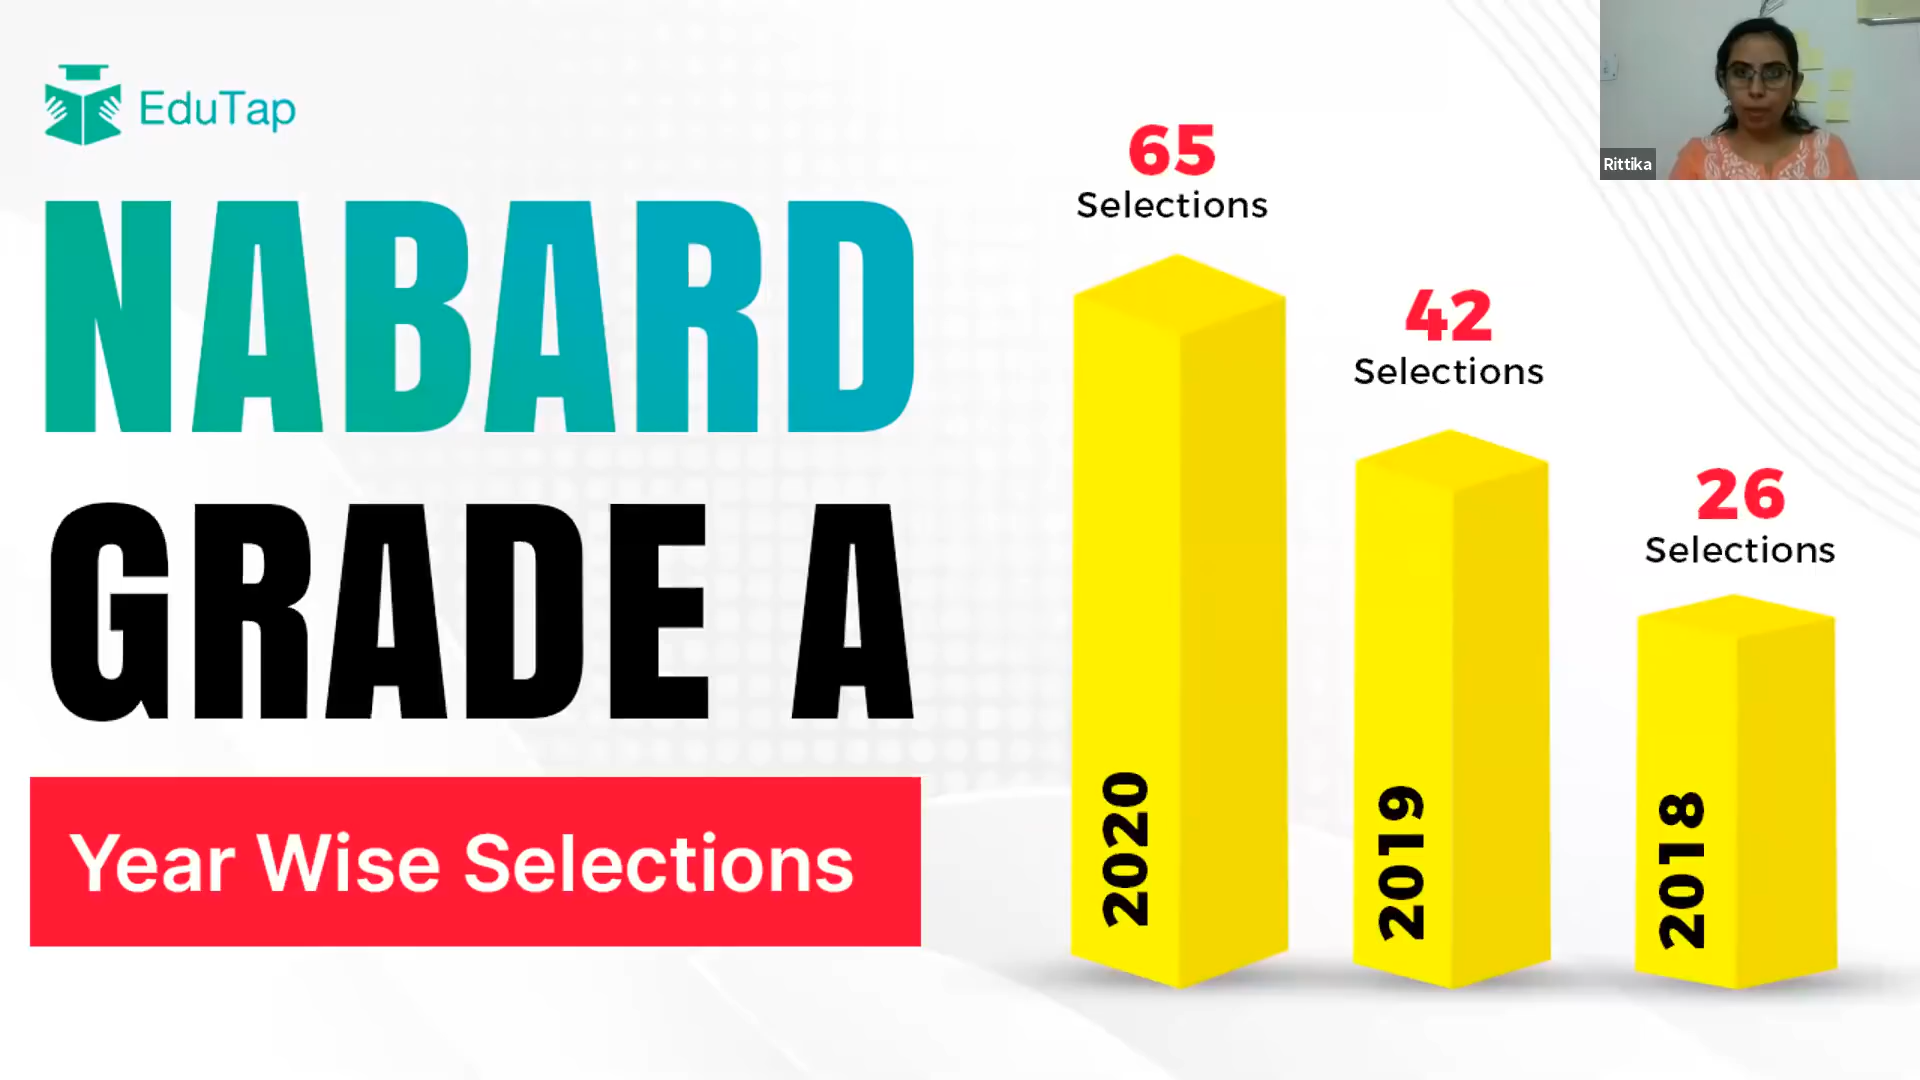 EduTap
NABARD
GRADE A
Year Wise Selections
65
Selections
2020
42
Selections
2019
26
Selections
2018
Rittika